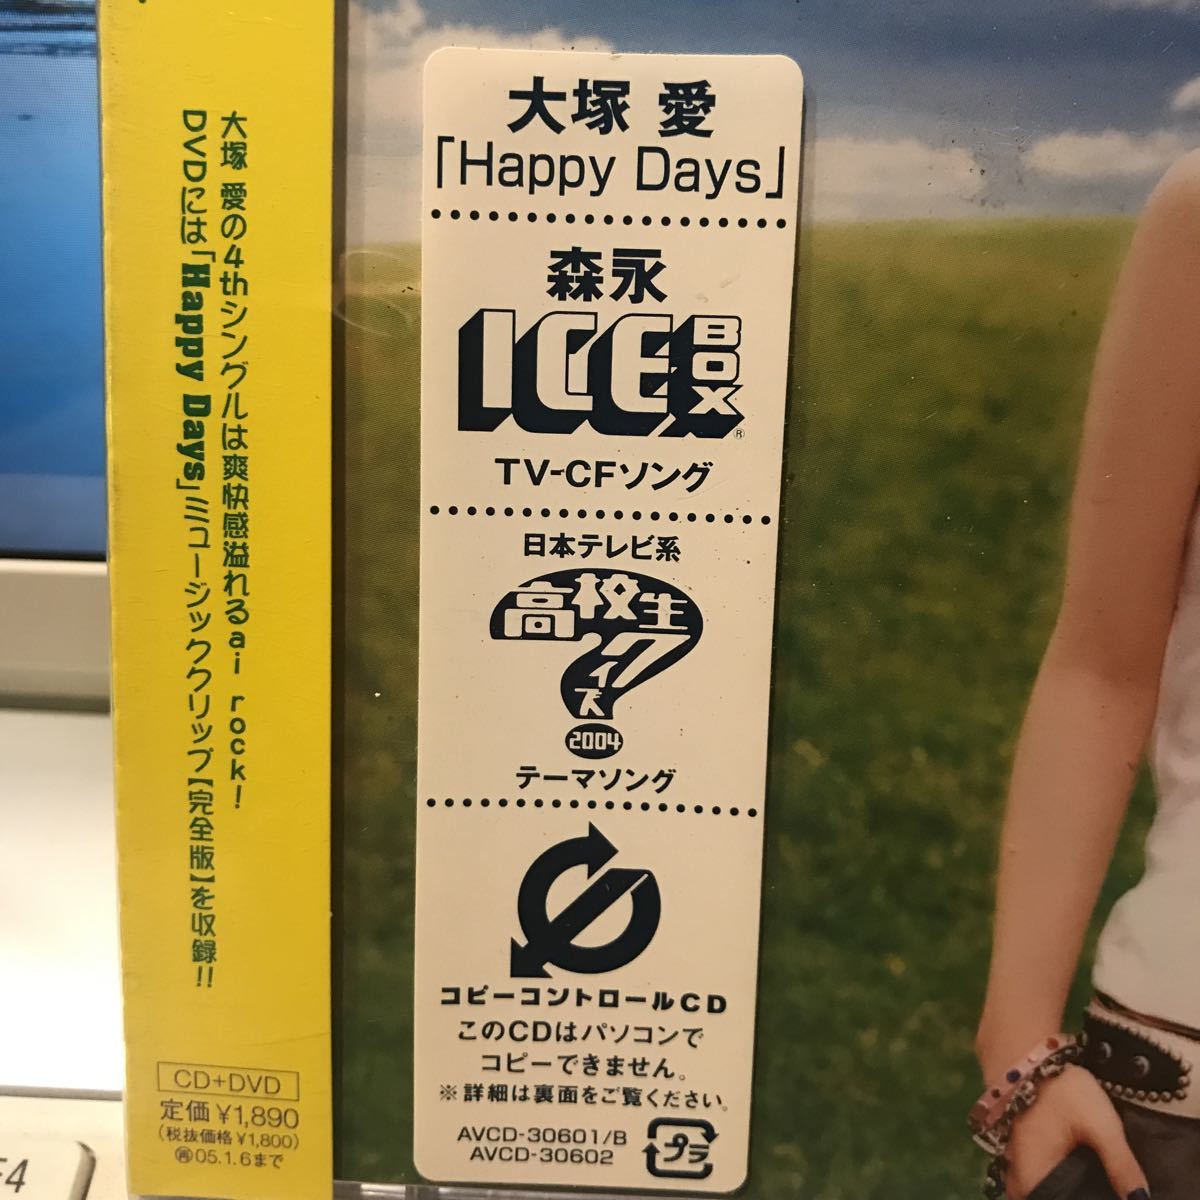 大塚 愛の4thシングルは爽快感溢れるai rock!
DVDには「Happy Days」ミュージッククリップ【完全版】を収録!!
CD+DVD
定価¥1,890
(税抜価格¥1,800)
㋐05.1.6まで
大塚 愛
「Happy Days」
森永
ICE BOX®
TV-CFソング
日本テレビ系
高校生
クイズ
2004
テーマソング
コピーコントロールCD
このCDはパソコンで
コピーできません。
※詳細は裏面をご覧ください。
AVCD-30601/B
AVCD-30602
プラ
F4